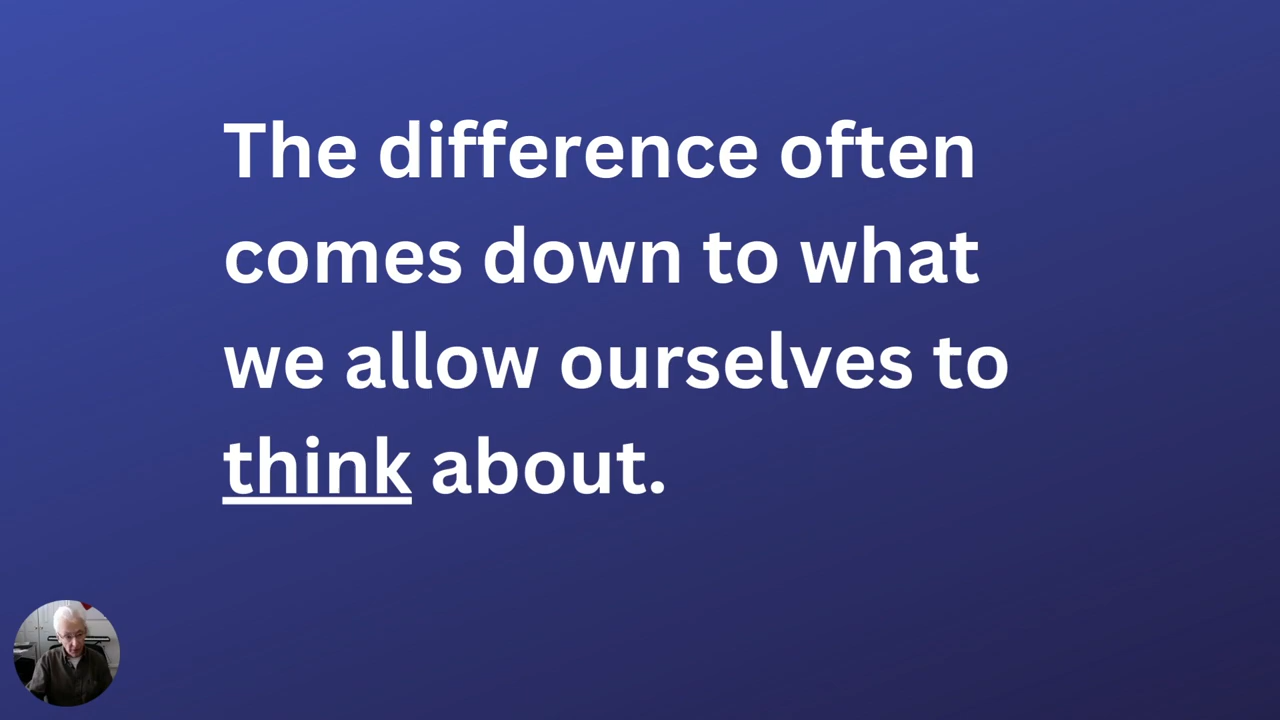 The difference often
comes down to what
we allow ourselves to
think about.